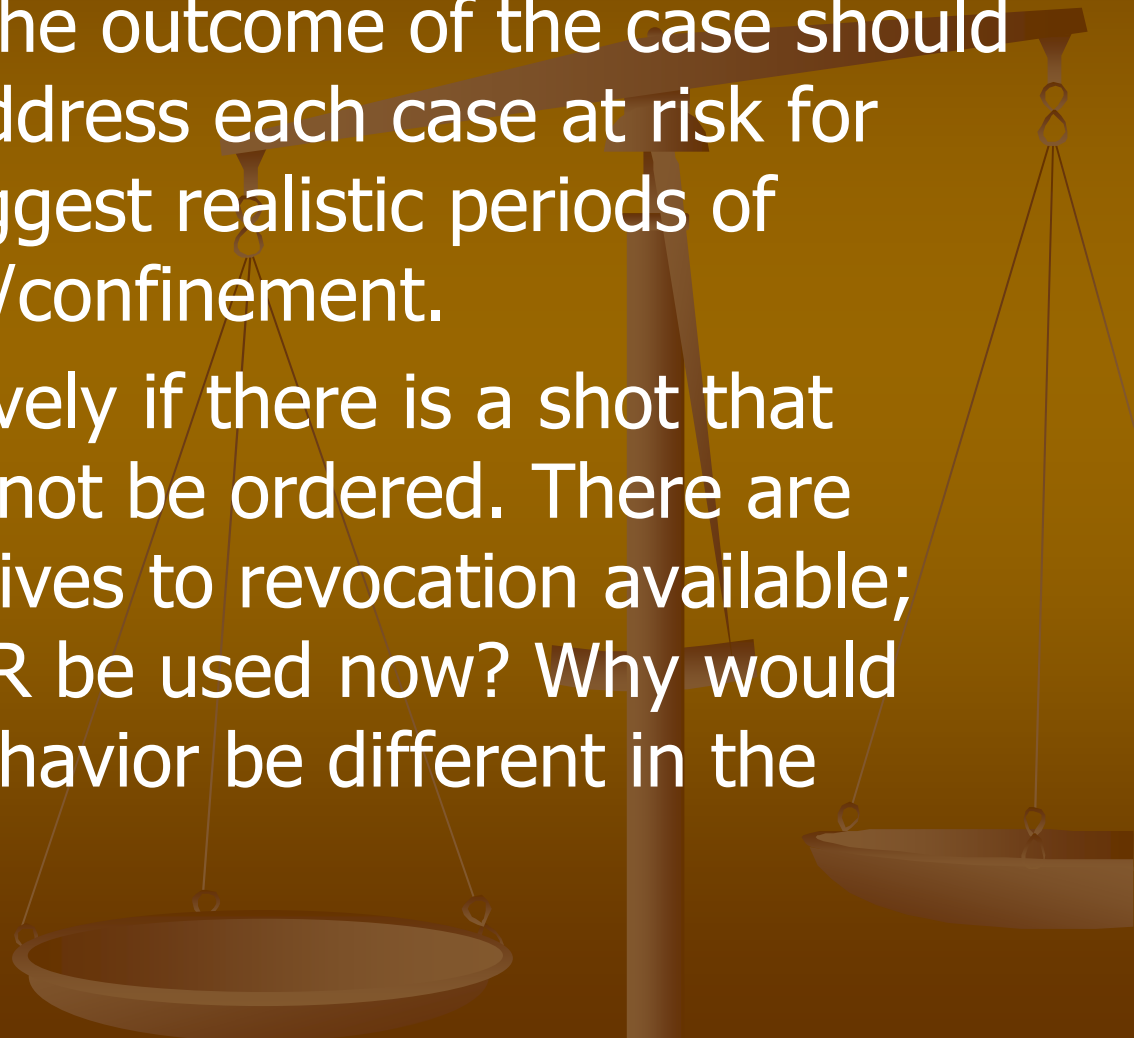 he outcome of the case should
ddress each case at risk for
ggest realistic periods of
/confinement.
vely if there is a shot that
not be ordered. There are
ives to revocation available;
R be used now? Why would
havior be different in the